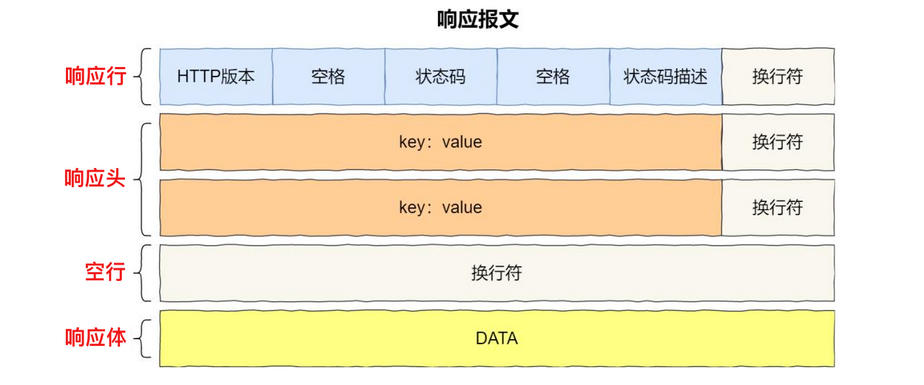 响应报文
响应行 HTTP版本 空格 状态码 空格 状态码描述 换行符
key：value 换行符
响应头
key：value 换行符
空行 换行符
响应体 DATA